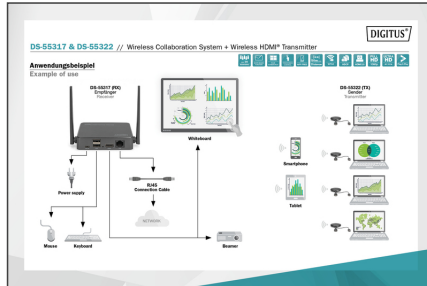 DIGITUS®
DS-55317 & DS-55322 // Wireless Collaboration System + Wireless HDMI® Transmitter
Anwendungsbeispiel
Example of use
DS-55317 (RX)
Empfänger
Receiver
DS-55322 (TX)
Sender
Transmitter
Whiteboard
Smartphone
Power supply
RJ45
Connection Cable
Tablet
NETWORK
Mouse
Keyboard
Beamer